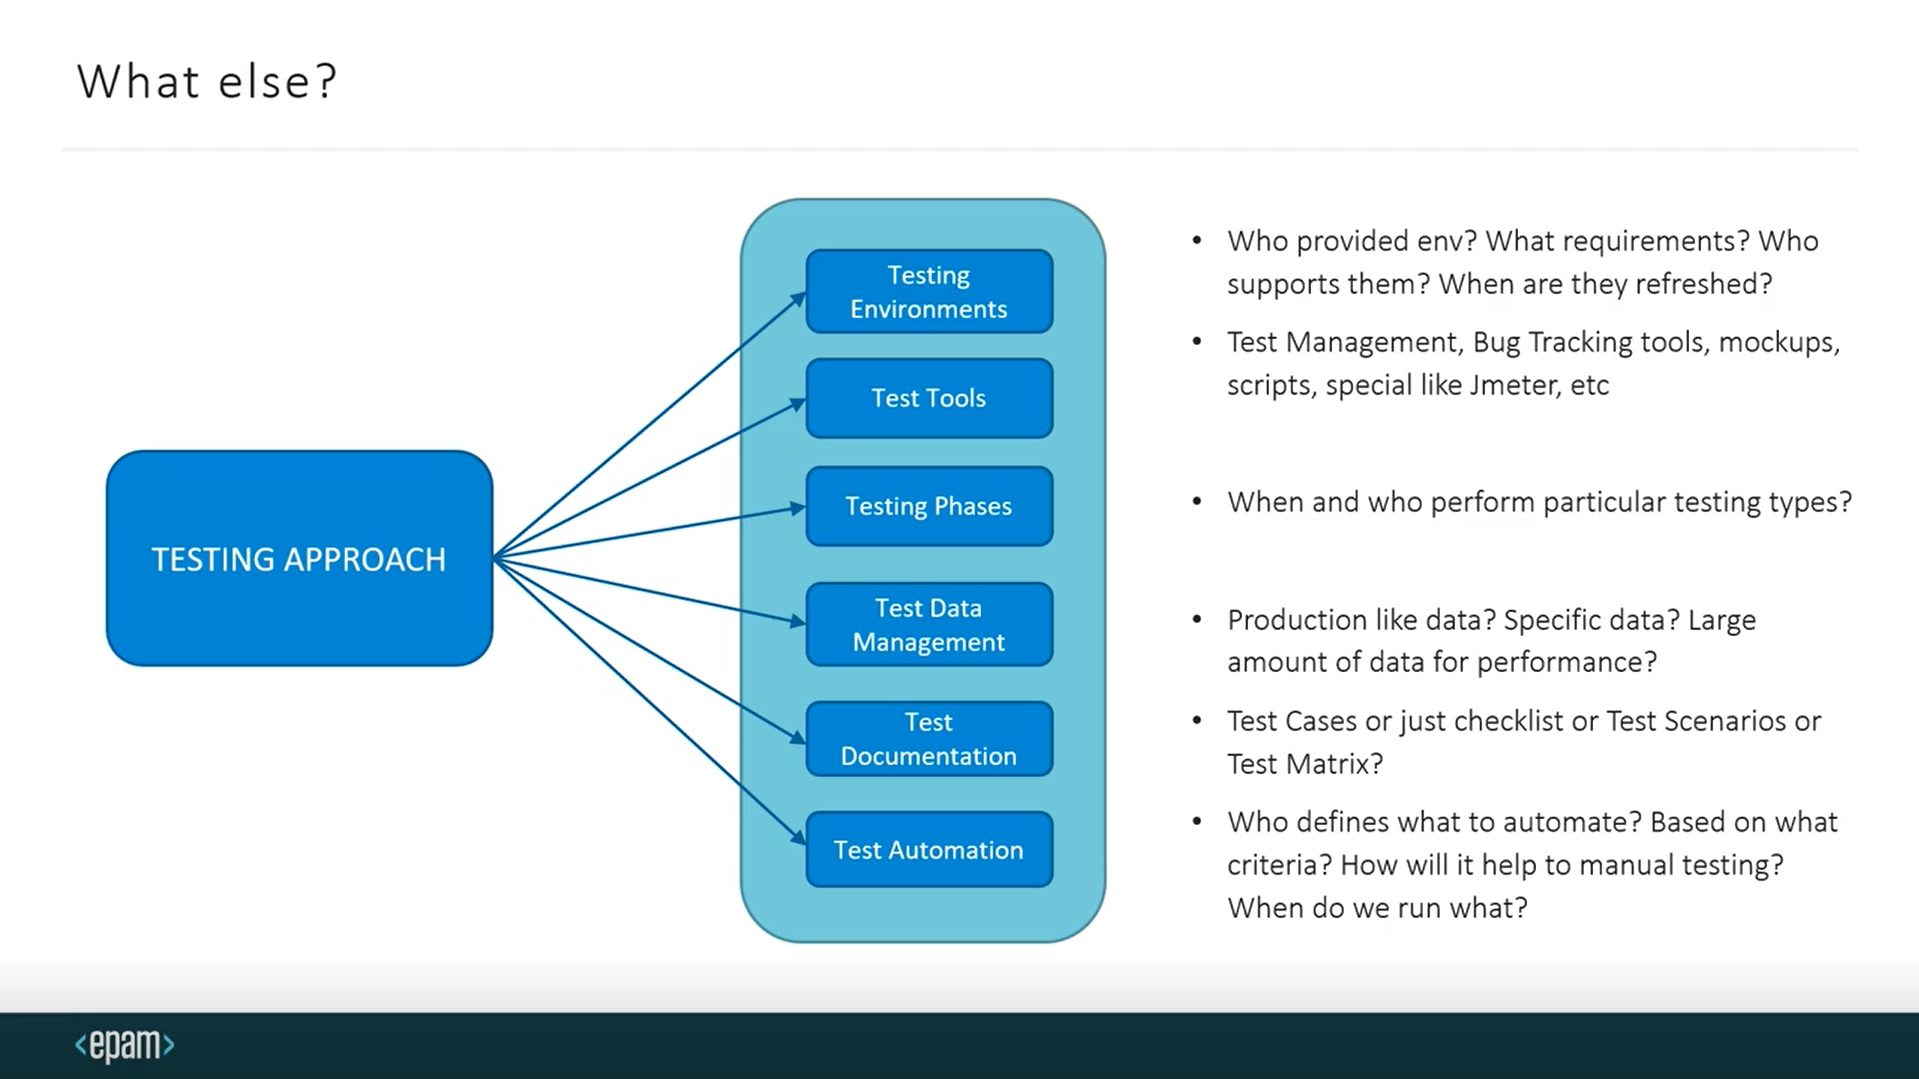 What else?
TESTING APPROACH
Testing
Environments
Test Tools
Testing Phases
Test Data
Management
Test
Documentation
Test Automation
• Who provided env? What requirements? Who
supports them? When are they refreshed?
• Test Management, Bug Tracking tools, mockups,
scripts, special like Jmeter, etc
• When and who perform particular testing types?
• Production like data? Specific data? Large
amount of data for performance?
• Test Cases or just checklist or Test Scenarios or
Test Matrix?
• Who defines what to automate? Based on what
criteria? How will it help to manual testing?
When do we run what?
<epam>